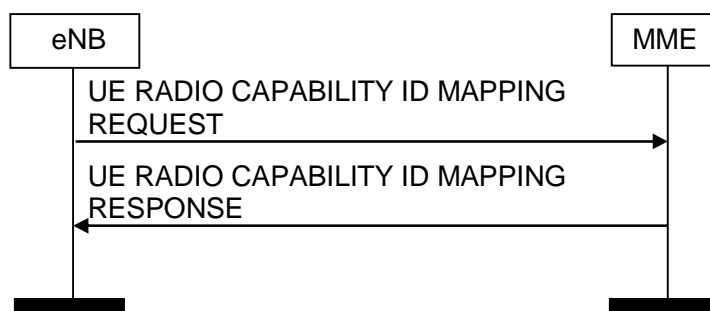 eNB
MME
UE RADIO CAPABILITY ID MAPPING
REQUEST
UE RADIO CAPABILITY ID MAPPING
RESPONSE